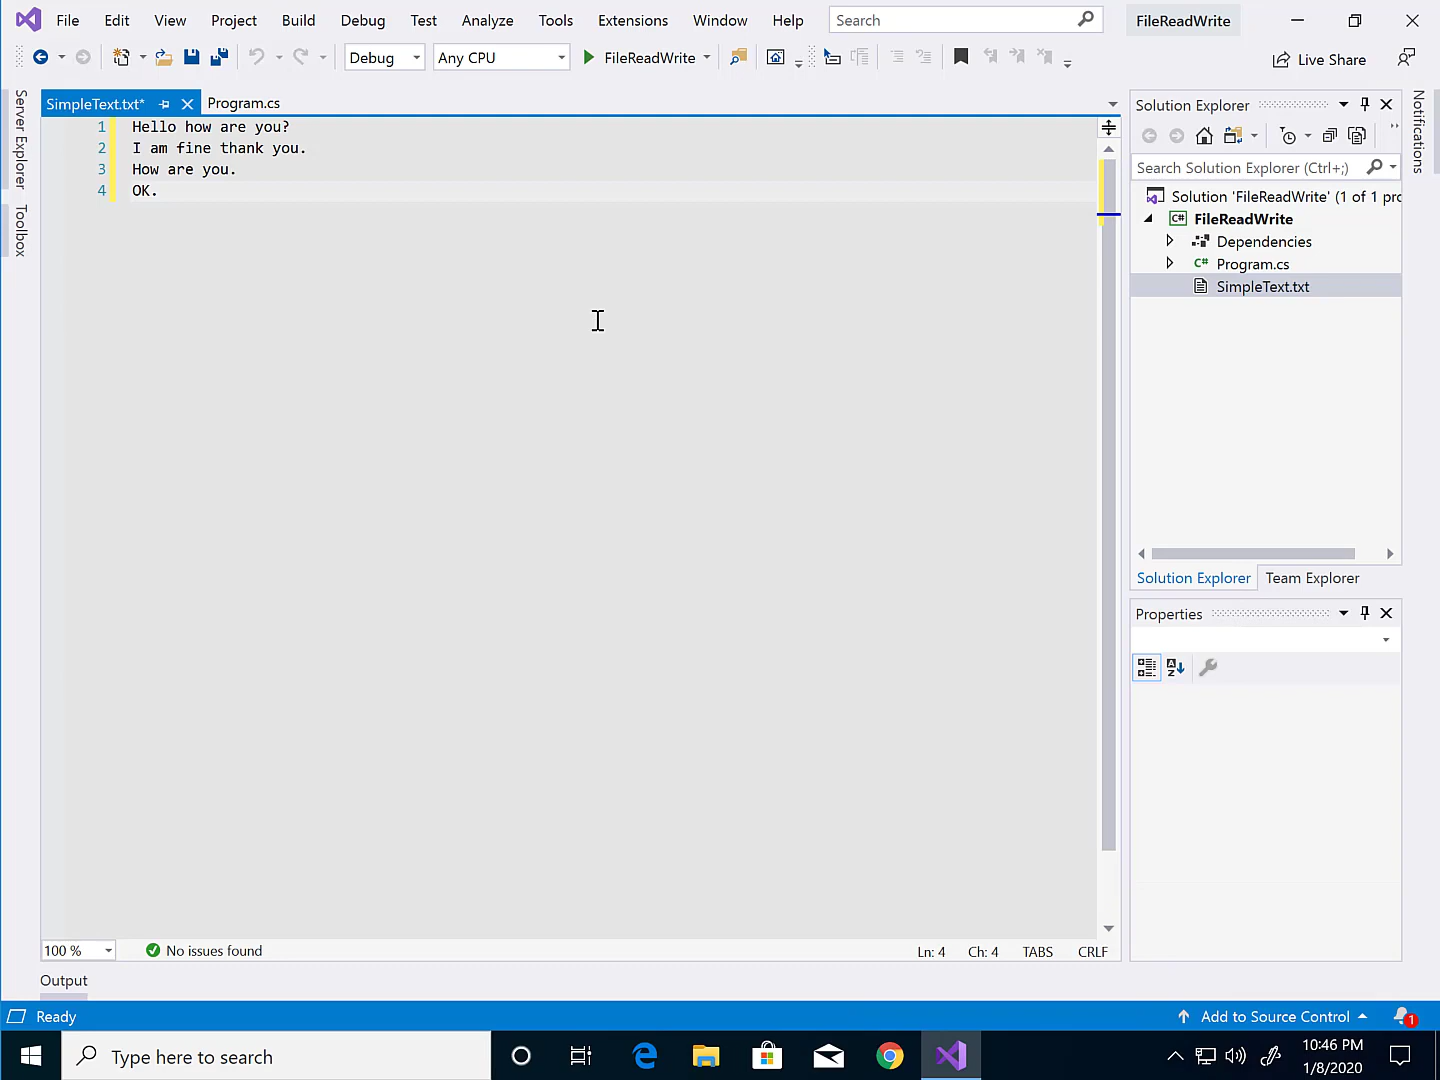 File Edit View Project Build Debug Test Analyze Tools Extensions Window Help Search FileReadWrite
Debug Any CPU FileReadWrite Live Share
Server Explorer
Toolbox
SimpleText.txt* Program.cs
1 Hello how are you?
2 I am fine thank you.
3 How are you.
4 OK.
100 % No issues found Ln: 4 Ch: 4 TABS CRLF
Output
Solution Explorer
Search Solution Explorer (Ctrl+;)
Solution 'FileReadWrite' (1 of 1 pro
C# FileReadWrite
Dependencies
C# Program.cs
SimpleText.txt
Solution Explorer Team Explorer
Properties
Notifications
Ready Add to Source Control 1
Type here to search 10:46 PM
1/8/2020